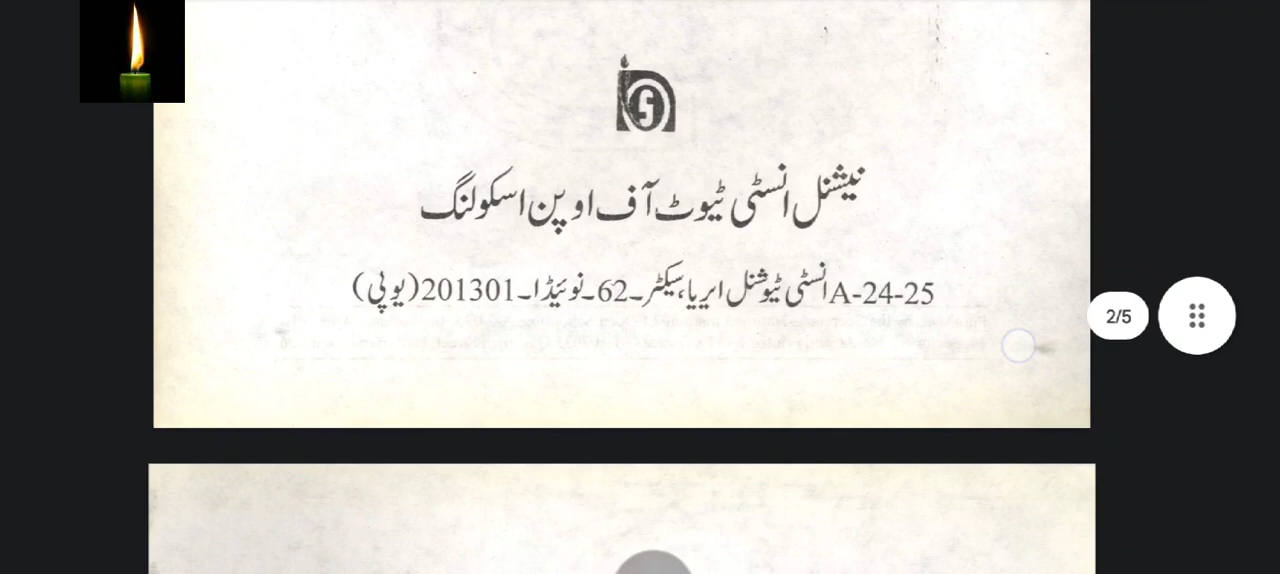 نیشنل انسٹی ٹیوٹ آف اوپن اسکولنگ
A-24-25 انسٹی ٹیوشنل ایریا، سیکٹر۔62۔نوئیڈا۔201301(یوپی)
2/5